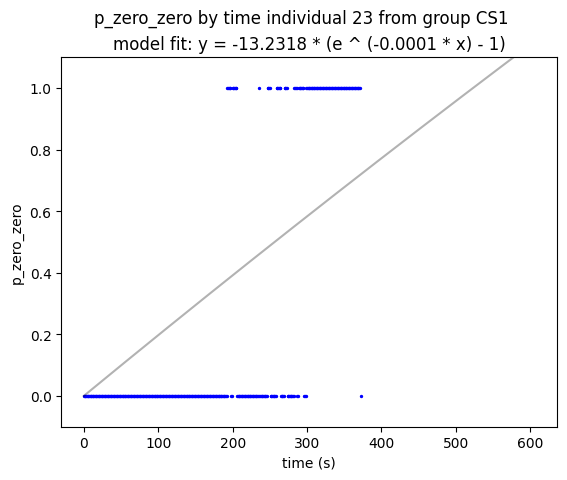 p_zero_zero by time individual 23 from group CS1
model fit: y = -13.2318 * (e ^ (-0.0001 * x) - 1)
1.0
0.8
0.6
0.4
0.2
0.0
p_zero_zero
0 100 200 300 400 500 600
time (s)